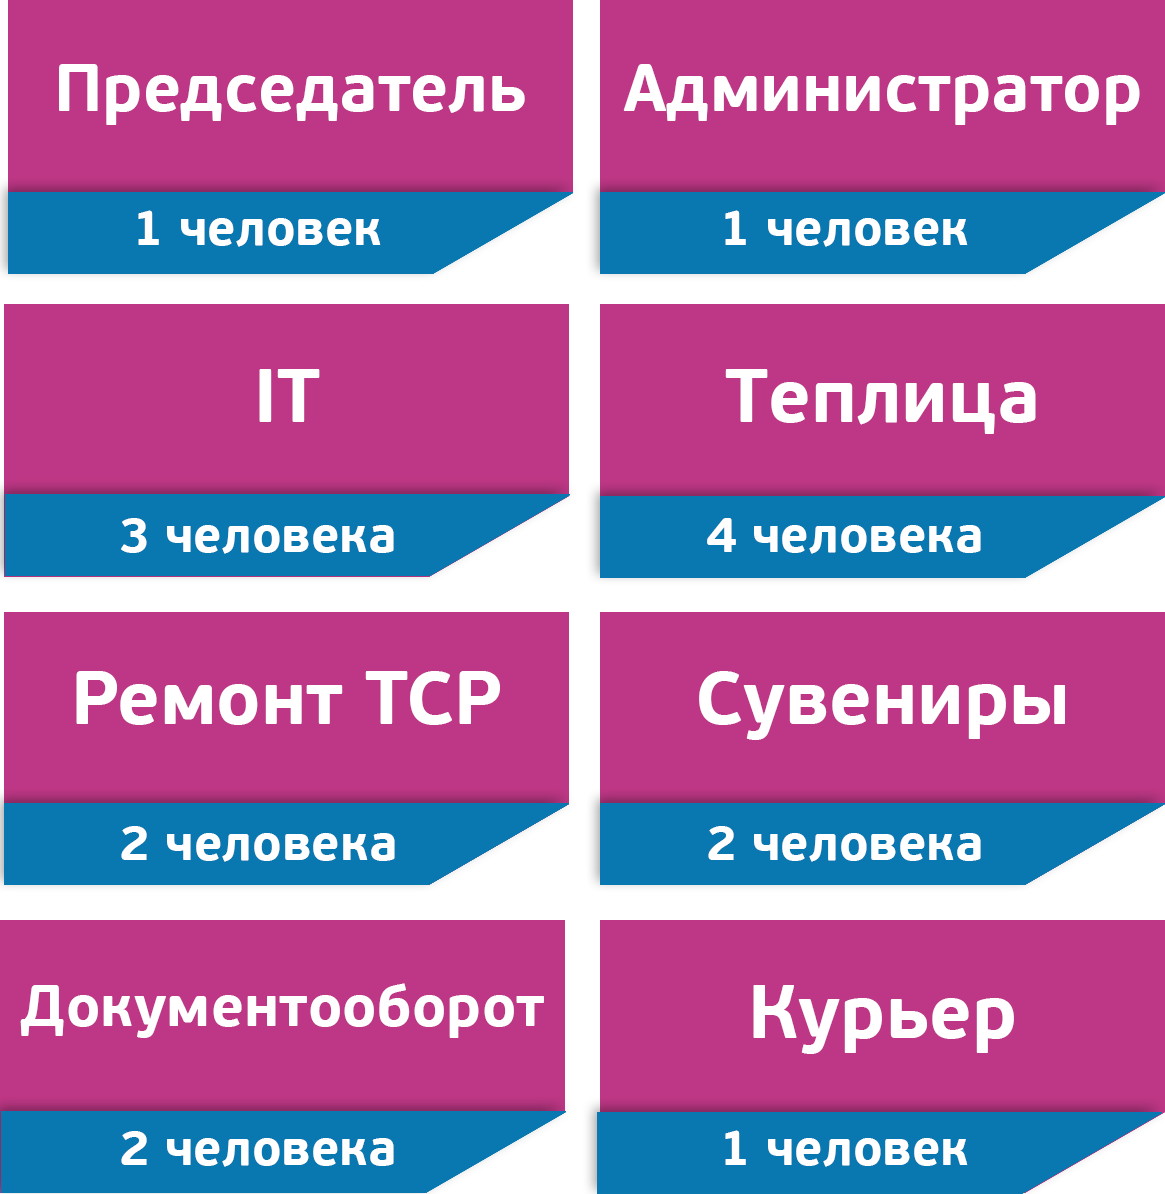 Председатель
1 человек
Администратор
1 человек
IT
3 человека
Теплица
4 человека
Ремонт ТСР
2 человека
Сувениры
2 человека
Документооборот
2 человека
Курьер
1 человек